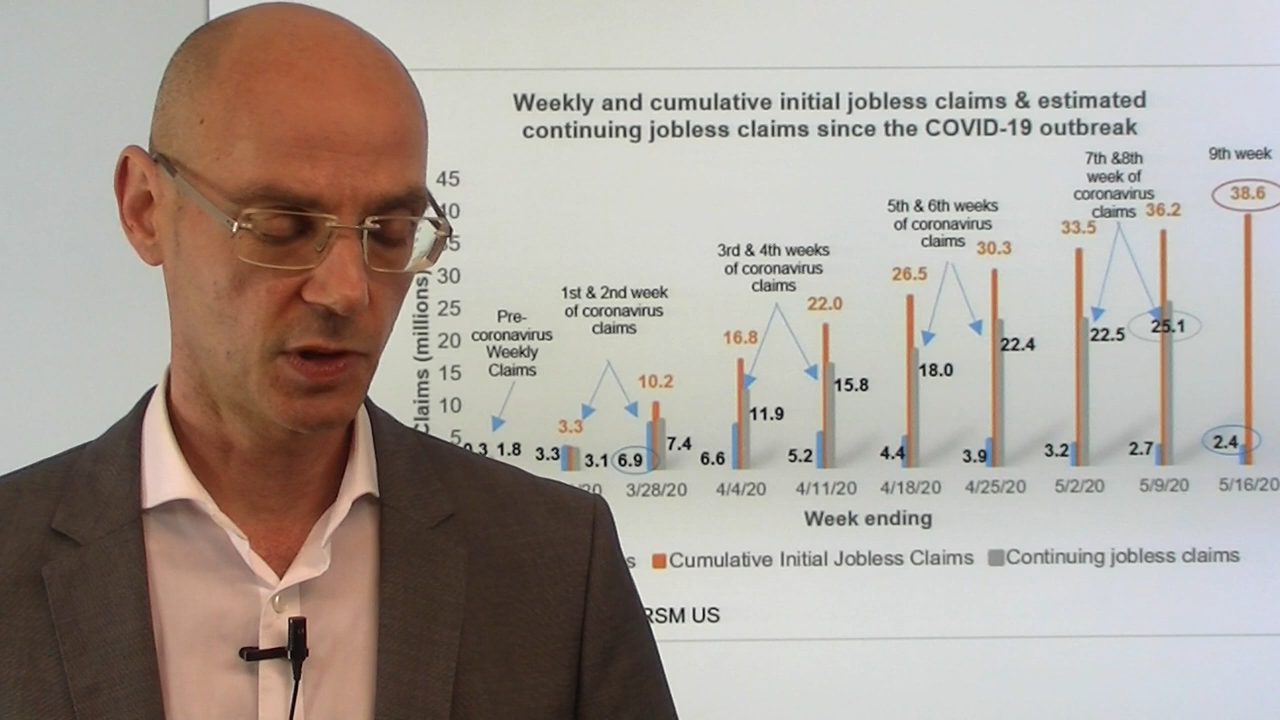 Weekly and cumulative initial jobless claims & estimated
continuing jobless claims since the COVID-19 outbreak
Claims (millions)
45
40
35
30
25
20
15
10
5
Pre-
coronavirus
Weekly
Claims
1st & 2nd week
of coronavirus
claims
3rd & 4th weeks
of coronavirus
claims
5th & 6th weeks
of coronavirus
claims
7th &8th
week of
coronavirus
claims
9th week
0.3 1.8
3.3 3.3 3.1
6.9 10.2 7.4
6.6 16.8 11.9
5.2 22.0 15.8
4.4 26.5 18.0
3.9 30.3 22.4
3.2 33.5 22.5
2.7 36.2 25.1
2.4 38.6
3/28/20 4/4/20 4/11/20 4/18/20 4/25/20 5/2/20 5/9/20 5/16/20
Week ending
Cumulative Initial Jobless Claims Continuing jobless claims
RSM US